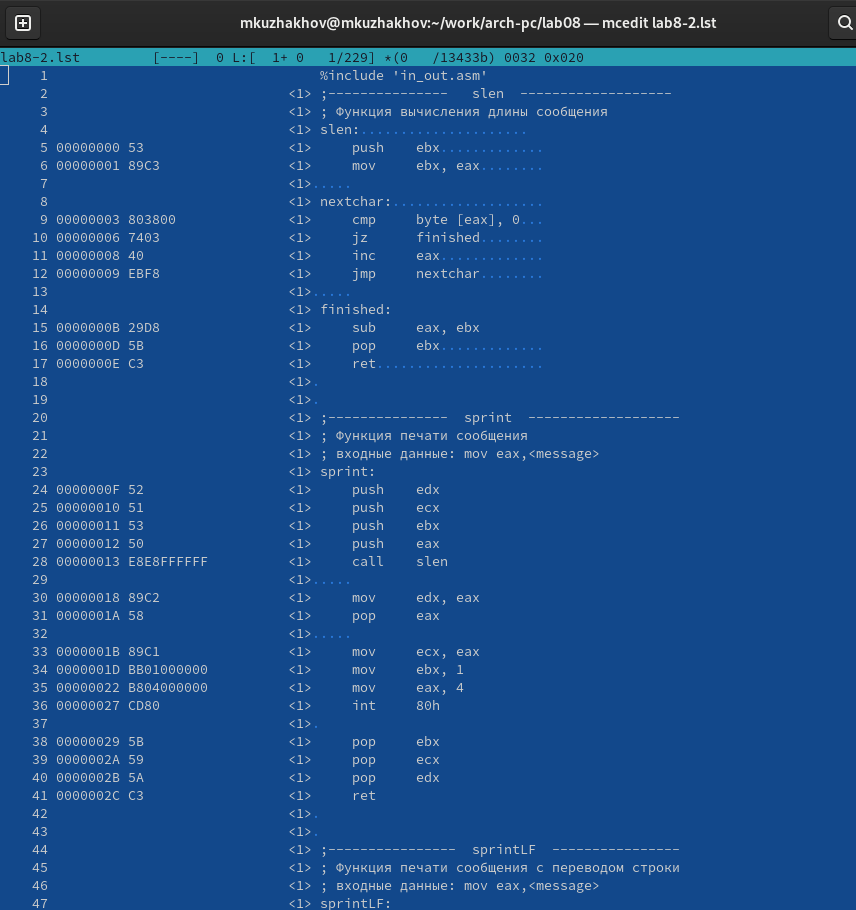 mkuzhakhov@mkuzhakhov:~/work/arch-pc/lab08 — mcedit lab8-2.lst
lab8-2.lst         [----]  0 L:[  1+ 0   1/229] *(0   /13433b) 0032 0x020
     1                                  %include 'in_out.asm'
     2                              <1> ;---------------   slen  -------------------
     3                              <1> ; Функция вычисления длины сообщения
     4                              <1> slen:.....................
     5 00000000 53                  <1>     push    ebx.............
     6 00000001 89C3                <1>     mov     ebx, eax........
     7                              <1>.....
     8                              <1> nextchar:...................
     9 00000003 803800              <1>     cmp     byte [eax], 0...
    10 00000006 7403                <1>     jz      finished........
    11 00000008 40                  <1>     inc     eax.............
    12 00000009 EBF8                <1>     jmp     nextchar........
    13                              <1>.....
    14                              <1> finished:
    15 0000000B 29D8                <1>     sub     eax, ebx
    16 0000000D 5B                  <1>     pop     ebx.............
    17 0000000E C3                  <1>     ret.....................
    18                              <1>.
    19                              <1>.
    20                              <1> ;---------------  sprint  -------------------
    21                              <1> ; Функция печати сообщения
    22                              <1> ; входные данные: mov eax,<message>
    23                              <1> sprint:
    24 0000000F 52                  <1>     push    edx
    25 00000010 51                  <1>     push    ecx
    26 00000011 53                  <1>     push    ebx
    27 00000012 50                  <1>     push    eax
    28 00000013 E8E8FFFFFF          <1>     call    slen
    29                              <1>.....
    30 00000018 89C2                <1>     mov     edx, eax
    31 0000001A 58                  <1>     pop     eax
    32                              <1>.....
    33 0000001B 89C1                <1>     mov     ecx, eax
    34 0000001D BB01000000          <1>     mov     ebx, 1
    35 00000022 B804000000          <1>     mov     eax, 4
    36 00000027 CD80                <1>     int     80h
    37                              <1>.
    38 00000029 5B                  <1>     pop     ebx
    39 0000002A 59                  <1>     pop     ecx
    40 0000002B 5A                  <1>     pop     edx
    41 0000002C C3                  <1>     ret
    42                              <1>.
    43                              <1>.
    44                              <1> ;----------------  sprintLF  ----------------
    45                              <1> ; Функция печати сообщения с переводом строки
    46                              <1> ; входные данные: mov eax,<message>
    47                              <1> sprintLF: